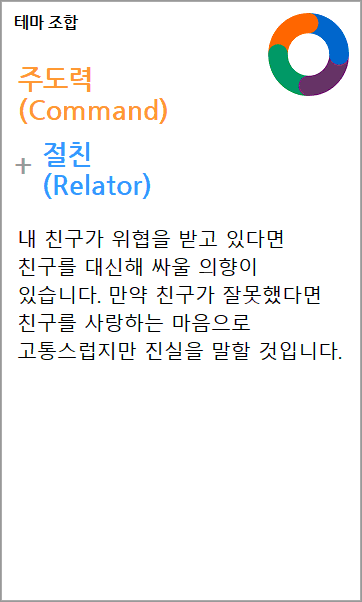 테마 조합
주도력
(Command)
+ 절친
(Relator)
내 친구가 위협을 받고 있다면
친구를 대신해 싸울 의향이
있습니다. 만약 친구가 잘못했다면
친구를 사랑하는 마음으로
고통스럽지만 진실을 말할 것입니다.